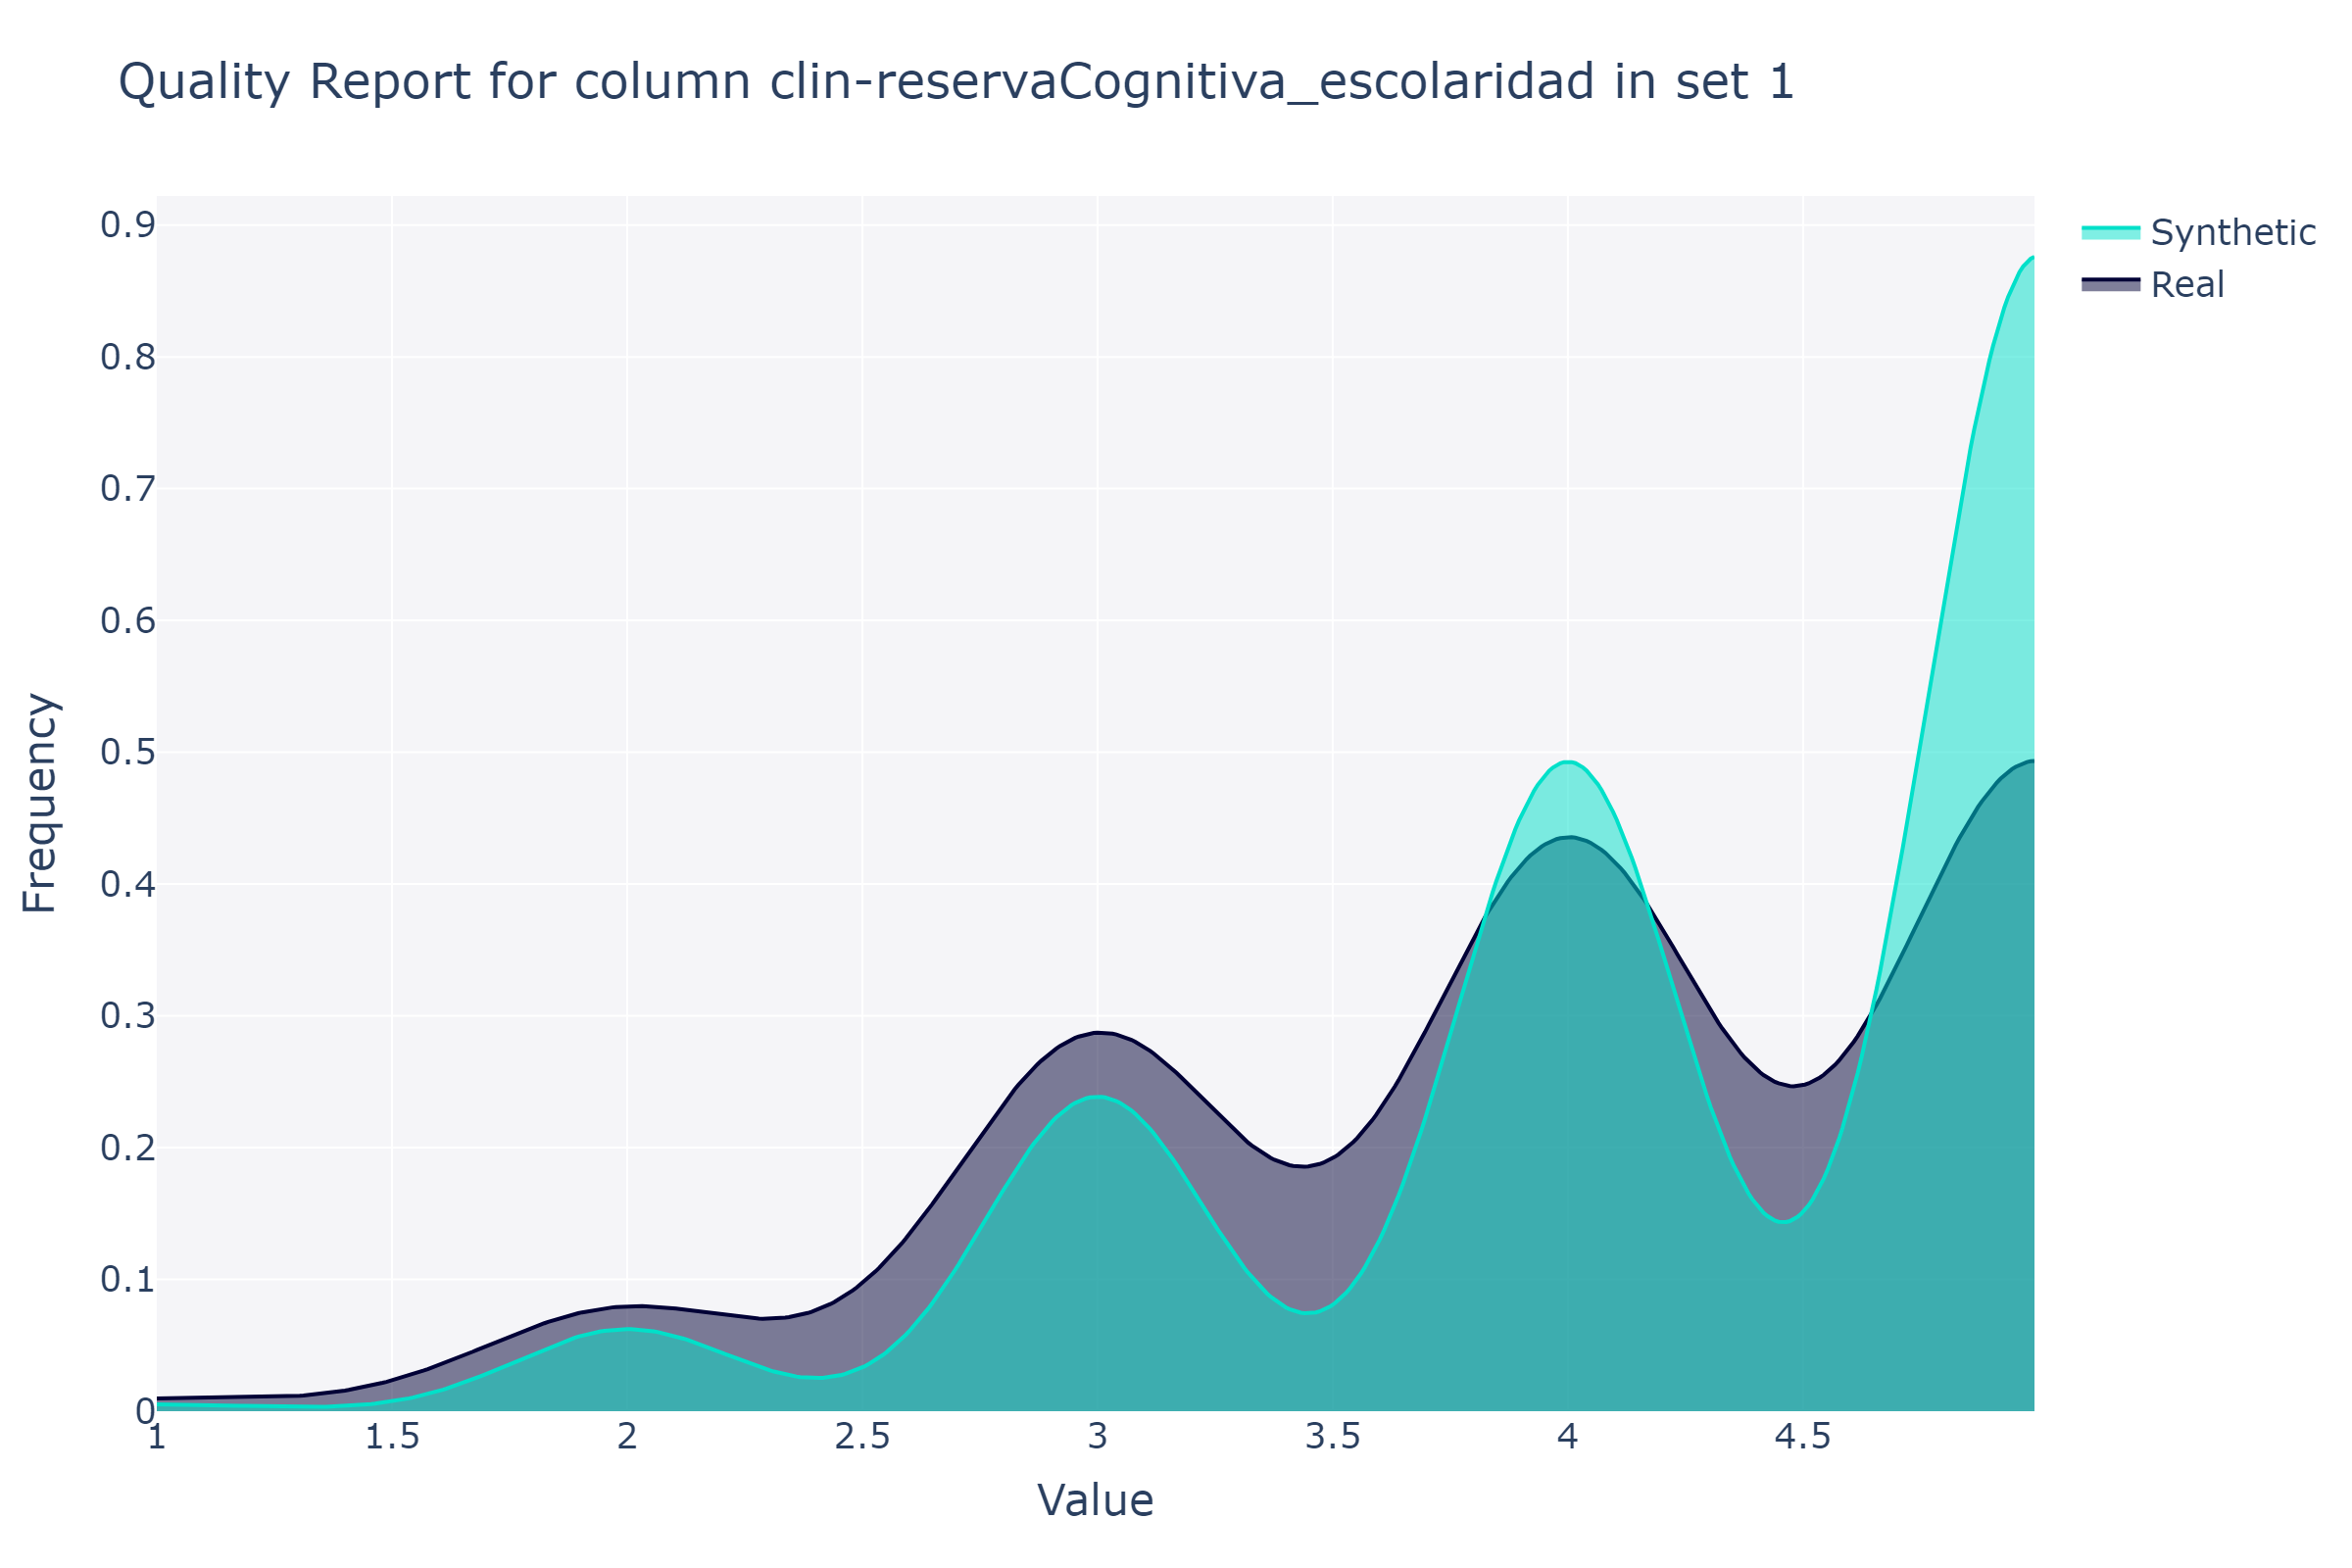 Quality Report for column clin-reservaCognitiva_escolaridad in set 1
Synthetic
Real
Frequency
0.9
0.8
0.7
0.6
0.5
0.4
0.3
0.2
0.1
0
1 1.5 2 2.5 3 3.5 4 4.5
Value